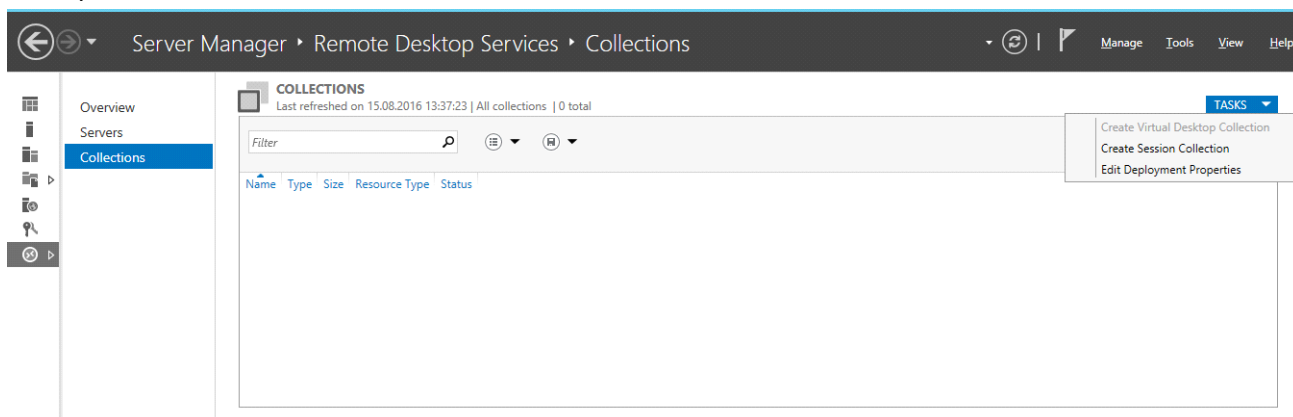 Server Manager ‣ Remote Desktop Services ‣ Collections
Manage Tools View Help
Overview
Servers
Collections
COLLECTIONS
Last refreshed on 15.08.2016 13:37:23 | All collections | 0 total
TASKS
Create Virtual Desktop Collection
Create Session Collection
Edit Deployment Properties
Filter
Name Type Size Resource Type Status